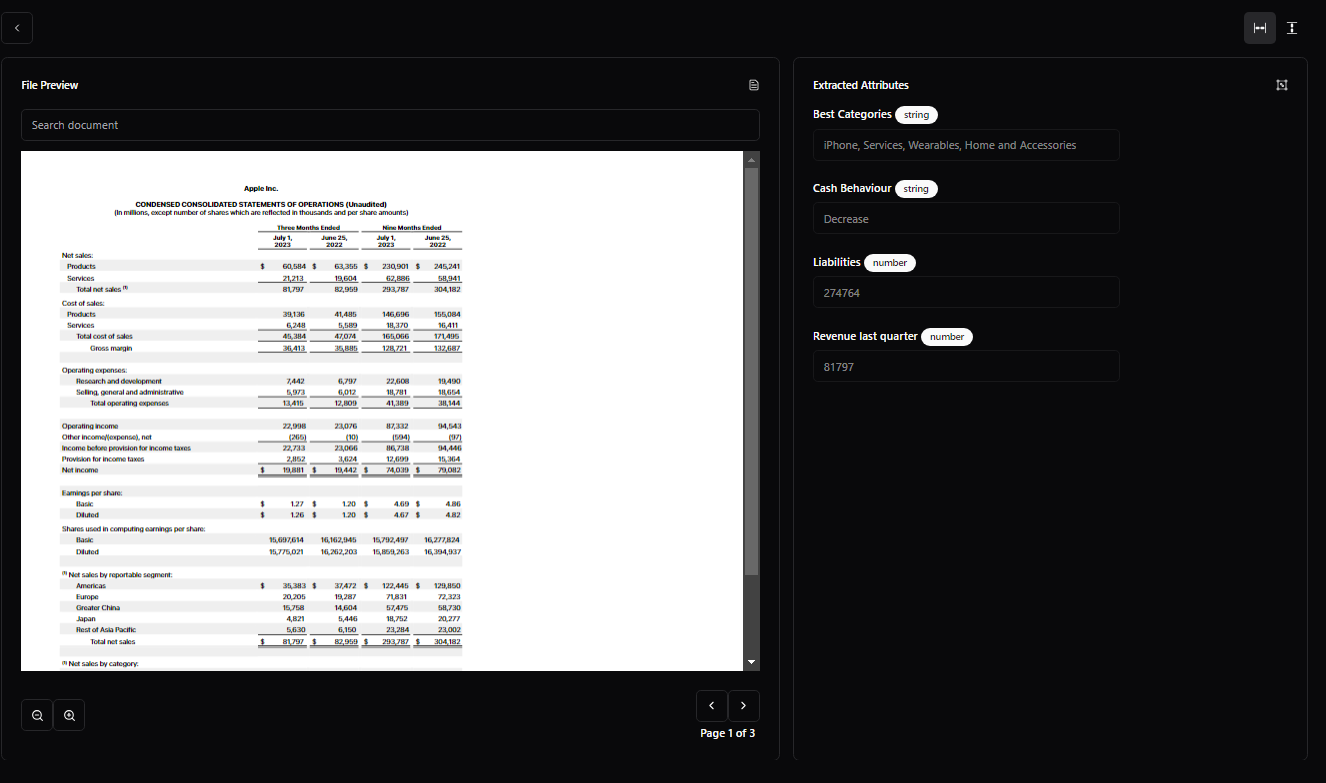 File Preview
Search document
Apple Inc.
CONDENSED CONSOLIDATED STATEMENTS OF OPERATIONS (Unaudited)
(In millions, except number of shares which are reflected in thousands and per share amounts)
Three Months Ended Nine Months Ended
July 1, 2023 June 25, 2022 July 1, 2023 June 25, 2022
Net sales:
Products $ 60,584 $ 63,355 $ 230,901 $ 245,241
Services 21,213 19,604 62,886 58,941
Total net sales (1) 81,797 82,959 293,787 304,182
Cost of sales:
Products 39,136 41,485 146,696 155,084
Services 6,248 5,589 18,370 16,411
Total cost of sales 45,384 47,074 165,066 171,495
Gross margin 36,413 35,885 128,721 132,687
Operating expenses:
Research and development 7,442 6,797 22,608 19,490
Selling, general and administrative 5,973 6,012 18,781 18,654
Total operating expenses 13,415 12,809 41,389 38,144
Operating income 22,998 23,076 87,332 94,543
Other income/(expense), net (265) (10) (594) (97)
Income before provision for income taxes 22,733 23,066 86,738 94,446
Provision for income taxes 2,852 3,624 12,699 15,364
Net income $ 19,881 $ 19,442 $ 74,039 $ 79,082
Earnings per share:
Basic $ 1.27 $ 1.20 $ 4.69 $ 4.86
Diluted $ 1.26 $ 1.20 $ 4.67 $ 4.82
Shares used in computing earnings per share:
Basic 15,697,614 16,162,945 15,792,497 16,277,824
Diluted 15,775,021 16,262,203 15,859,263 16,394,937
(1) Net sales by reportable segment:
Americas $ 35,383 $ 37,472 $ 122,445 $ 129,850
Europe 20,205 19,287 71,831 72,323
Greater China 15,758 14,604 57,475 58,730
Japan 4,821 5,446 18,752 20,277
Rest of Asia Pacific 5,630 6,150 23,284 23,002
Total net sales $ 81,797 $ 82,959 $ 293,787 $ 304,182
(1) Net sales by category:
Page 1 of 3
Extracted Attributes
Best Categories string
iPhone, Services, Wearables, Home and Accessories
Cash Behaviour string
Decrease
Liabilities number
274764
Revenue last quarter number
81797